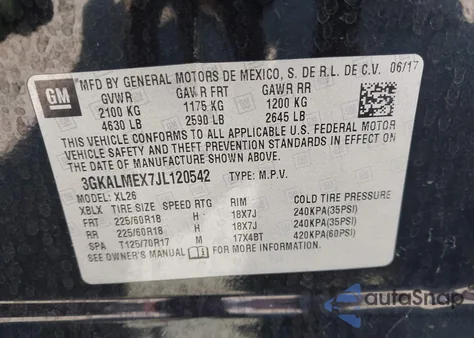 GM
MFD BY GENERAL MOTORS DE MEXICO, S. DE R.L. DE C.V. 06/17
GVWR GAWR FRT GAWR RR
2100 KG 1175 KG 1200 KG
4630 LB 2590 LB 2645 LB
THIS VEHICLE CONFORMS TO ALL APPLICABLE U.S. FEDERAL MOTOR
VEHICLE SAFETY AND THEFT PREVENTION STANDARDS IN EFFECT ON
THE DATE OF MANUFACTURE SHOWN ABOVE.
3GKALMEX7JL120542 TYPE: M.P.V.
MODEL: XL26
XBLX TIRE SIZE SPEED RTG RIM COLD TIRE PRESSURE
FRT 225/60R18 H 18X7J 240KPA(35PSI)
RR 225/60R18 H 18X7J 240KPA(35PSI)
SPA T125/70R17 M 17X4BT 420KPA(60PSI)
SEE OWNER'S MANUAL FOR MORE INFORMATION.
autoSnap